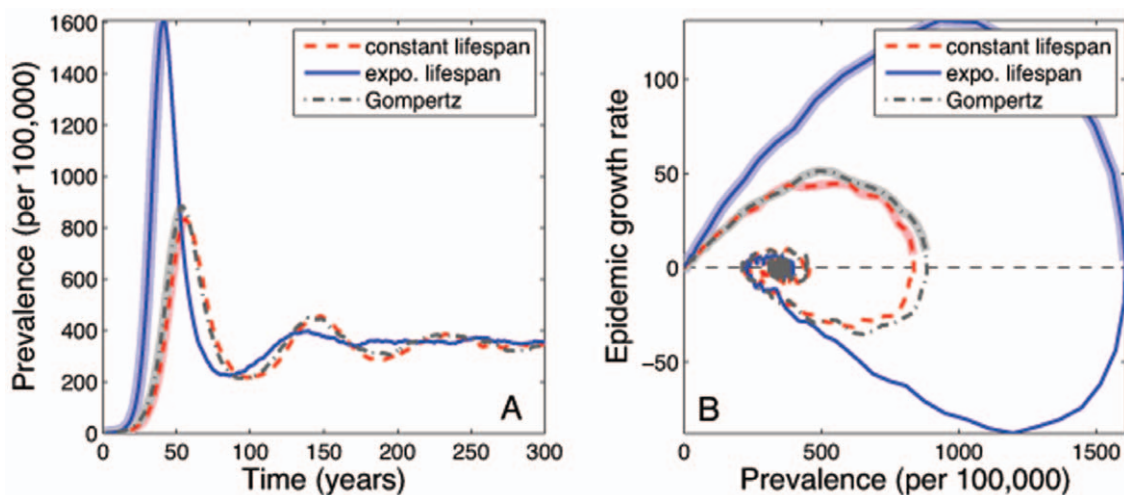 1600
1400
1200
1000
800
600
400
200
0
Prevalence (per 100,000)
constant lifespan
expo. lifespan
Gompertz
A
0 50 100 150 200 250 300
Time (years)
100
50
0
−50
Epidemic growth rate
constant lifespan
expo. lifespan
Gompertz
B
0 500 1000 1500
Prevalence (per 100,000)